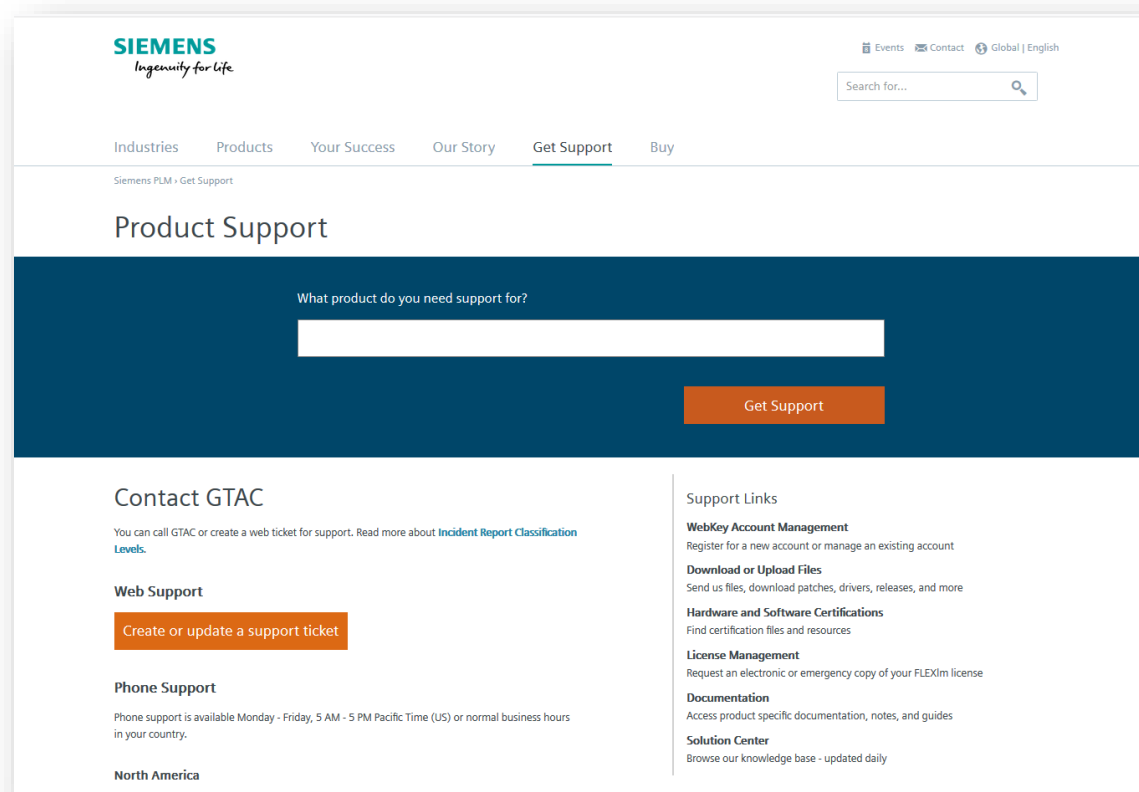 SIEMENS
Ingenuity for life
Events Contact Global | English
Search for...
Industries Products Your Success Our Story Get Support Buy
Siemens PLM › Get Support
Product Support
What product do you need support for?
Get Support
Contact GTAC
You can call GTAC or create a web ticket for support. Read more about Incident Report Classification
Levels.
Web Support
Create or update a support ticket
Phone Support
Phone support is available Monday - Friday, 5 AM - 5 PM Pacific Time (US) or normal business hours
in your country.
North America
Support Links
WebKey Account Management
Register for a new account or manage an existing account
Download or Upload Files
Send us files, download patches, drivers, releases, and more
Hardware and Software Certifications
Find certification files and resources
License Management
Request an electronic or emergency copy of your FLEXlm license
Documentation
Access product specific documentation, notes, and guides
Solution Center
Browse our knowledge base - updated daily